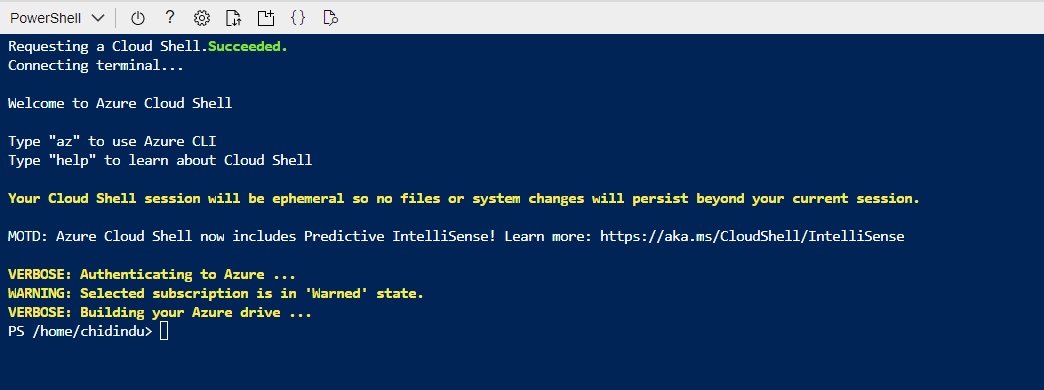 PowerShell
Requesting a Cloud Shell.Succeeded.
Connecting terminal...
Welcome to Azure Cloud Shell
Type "az" to use Azure CLI
Type "help" to learn about Cloud Shell
Your Cloud Shell session will be ephemeral so no files or system changes will persist beyond your current session.
MOTD: Azure Cloud Shell now includes Predictive IntelliSense! Learn more: https://aka.ms/CloudShell/IntelliSense
VERBOSE: Authenticating to Azure ...
WARNING: Selected subscription is in 'Warned' state.
VERBOSE: Building your Azure drive ...
PS /home/chidindu>